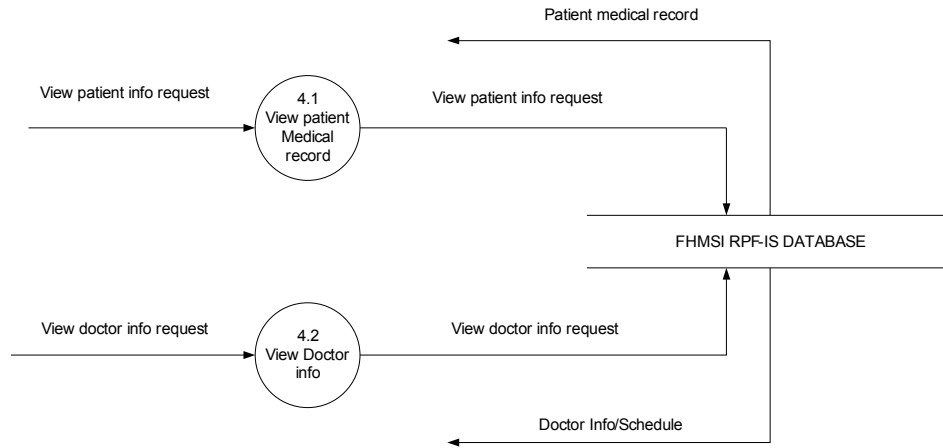 Patient medical record
View patient info request
4.1
View patient
Medical
record
View patient info request
FHMSI RPF-IS DATABASE
View doctor info request
4.2
View Doctor
info
View doctor info request
Doctor Info/Schedule